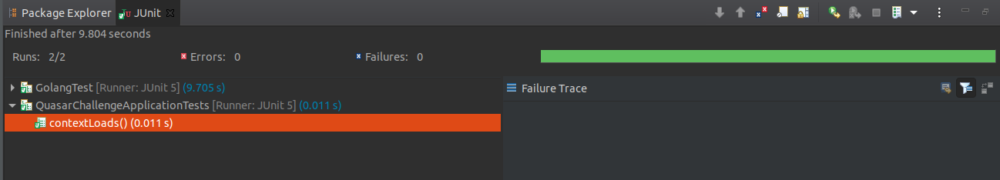 Package Explorer JUnit
Finished after 9.804 seconds
Runs: 2/2 Errors: 0 Failures: 0
GolangTest [Runner: JUnit 5] (9.705 s)
Failure Trace
QuasarChallengeApplicationTests [Runner: JUnit 5] (0.011 s)
contextLoads() (0.011 s)